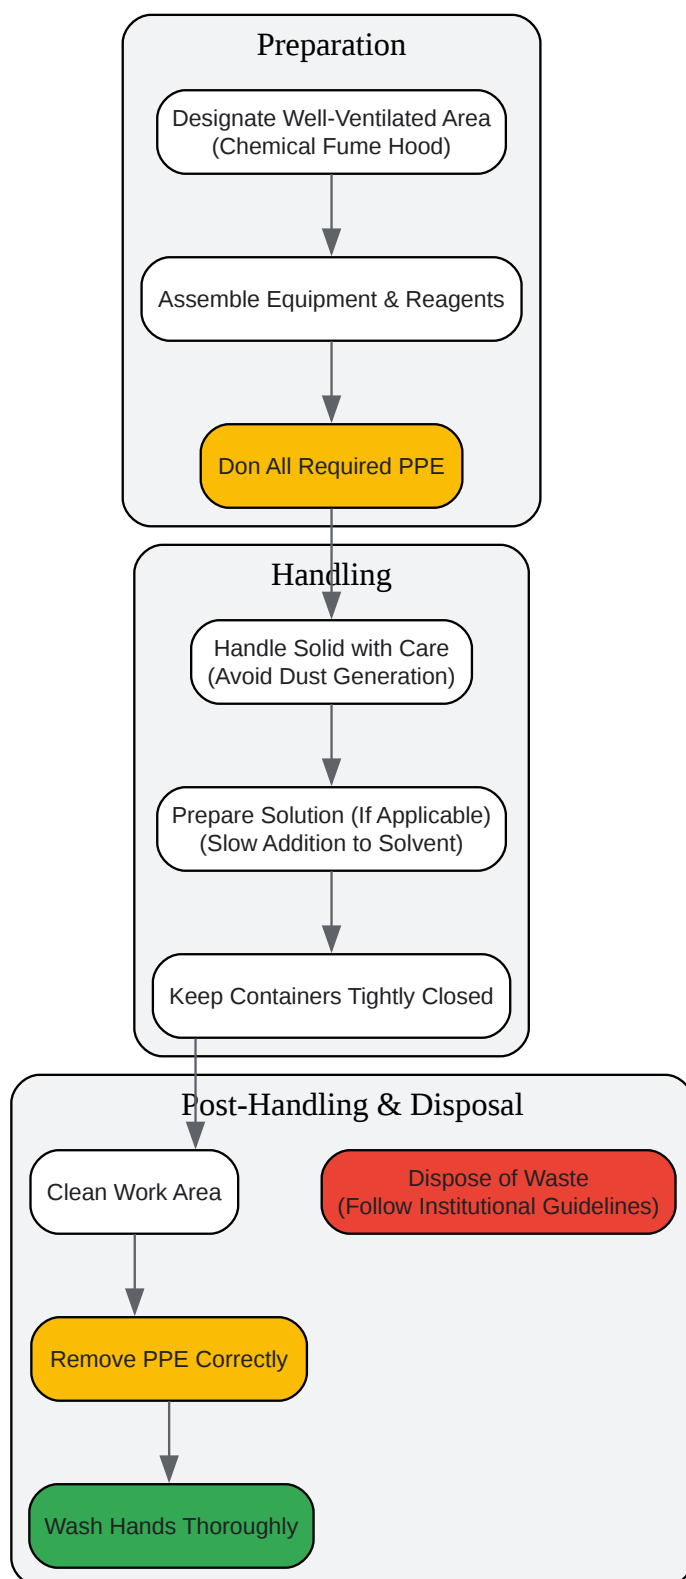 Preparation
Designate Well-Ventilated Area
(Chemical Fume Hood)
Assemble Equipment & Reagents
Don All Required PPE
Handling
Handle Solid with Care
(Avoid Dust Generation)
Prepare Solution (If Applicable)
(Slow Addition to Solvent)
Keep Containers Tightly Closed
Post-Handling & Disposal
Clean Work Area
Dispose of Waste
(Follow Institutional Guidelines)
Remove PPE Correctly
Wash Hands Thoroughly